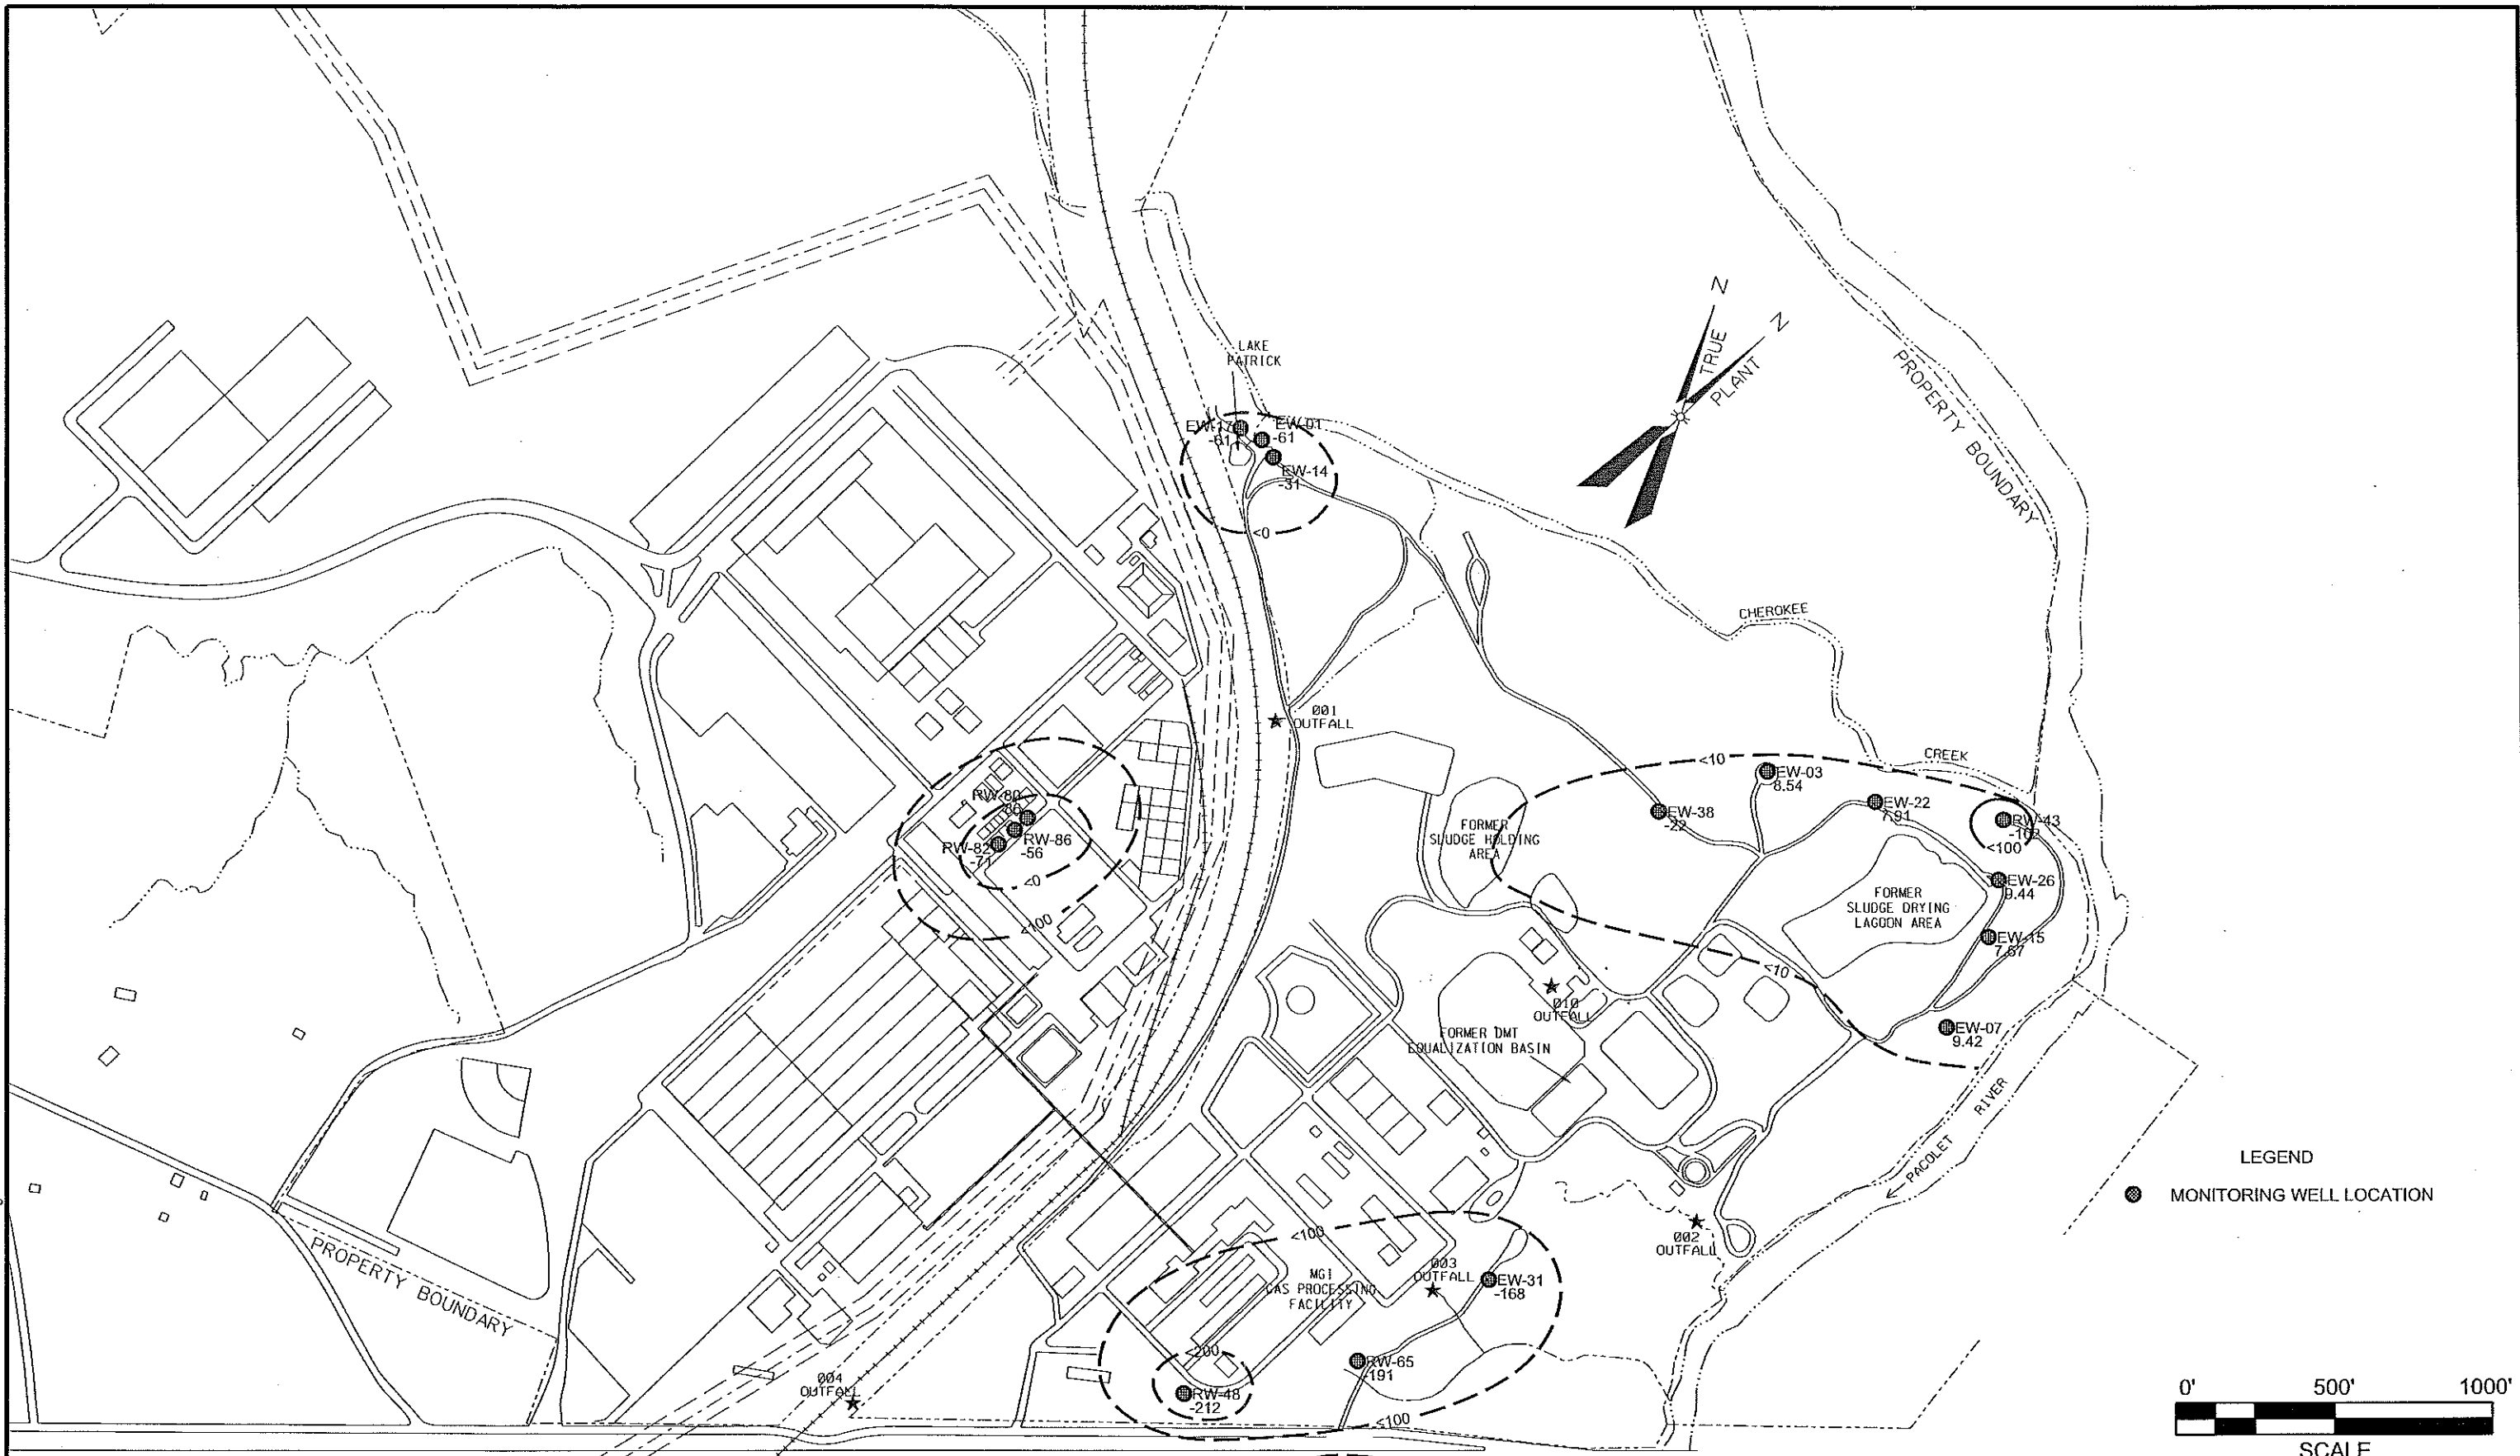 LAKE
PATRICK
EW-17
-61
EW-01
-61
EW-14
-31
<0
N
TRUE
N
PLANT
PROPERTY BOUNDARY
CHEROKEE
CREEK
001
OUTFALL
<10
EW-03
8.54
EW-38
-22
EW-22
7.91
RW-43
-102
<100
FORMER
SLUDGE HOLDING
AREA
RW-80
RW-86
-56
RW-82
-71
<0
<100
EW-26
9.44
FORMER
SLUDGE DRYING
LAGOON AREA
EW-15
7.67
<10
010
OUTFALL
EW-07
9.42
FORMER DMT
EQUALIZATION BASIN
RIVER
PACOLET
LEGEND
MONITORING WELL LOCATION
002
OUTFALL
<100
PROPERTY BOUNDARY
003
OUTFALL
EW-31
-168
MGI
GAS PROCESSING
FACILITY
<200
RW-65
-191
004
OUTFALL
RW-48
-212
<100
0' 500' 1000'
SCALE